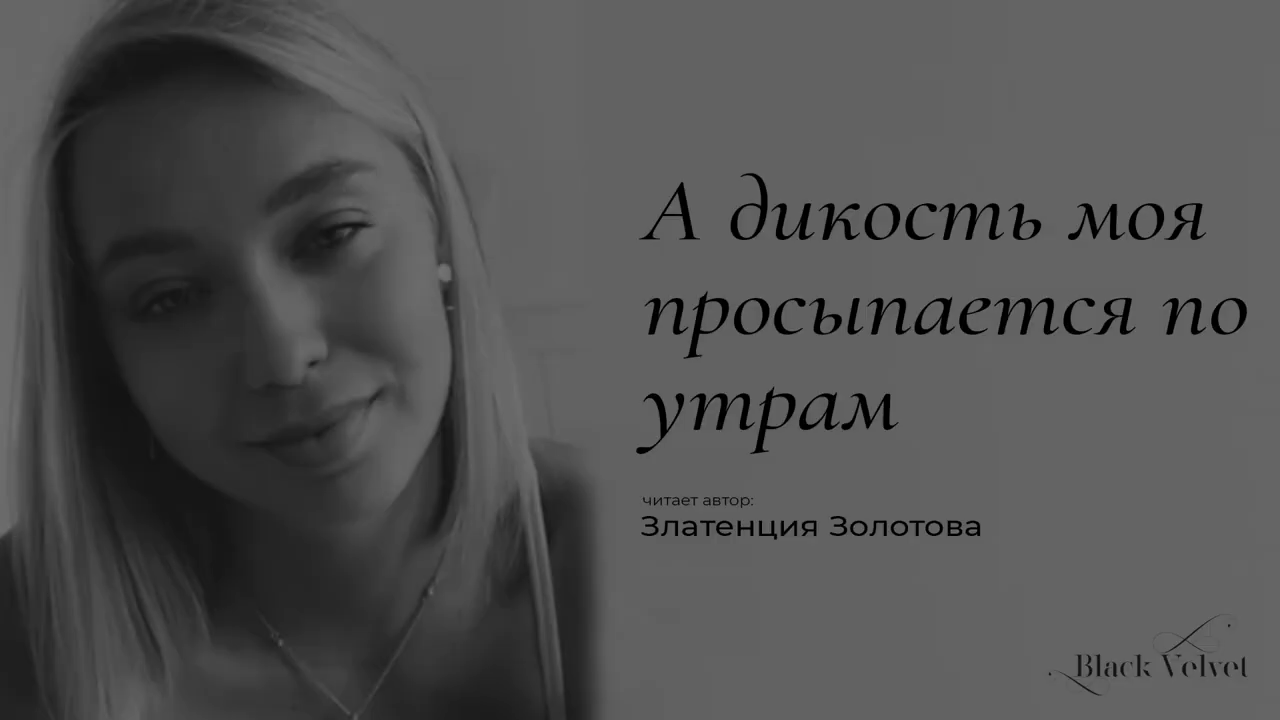 А дикость моя
просыпается по
утрам
читает автор:
Златенция Золотова
Black Velvet